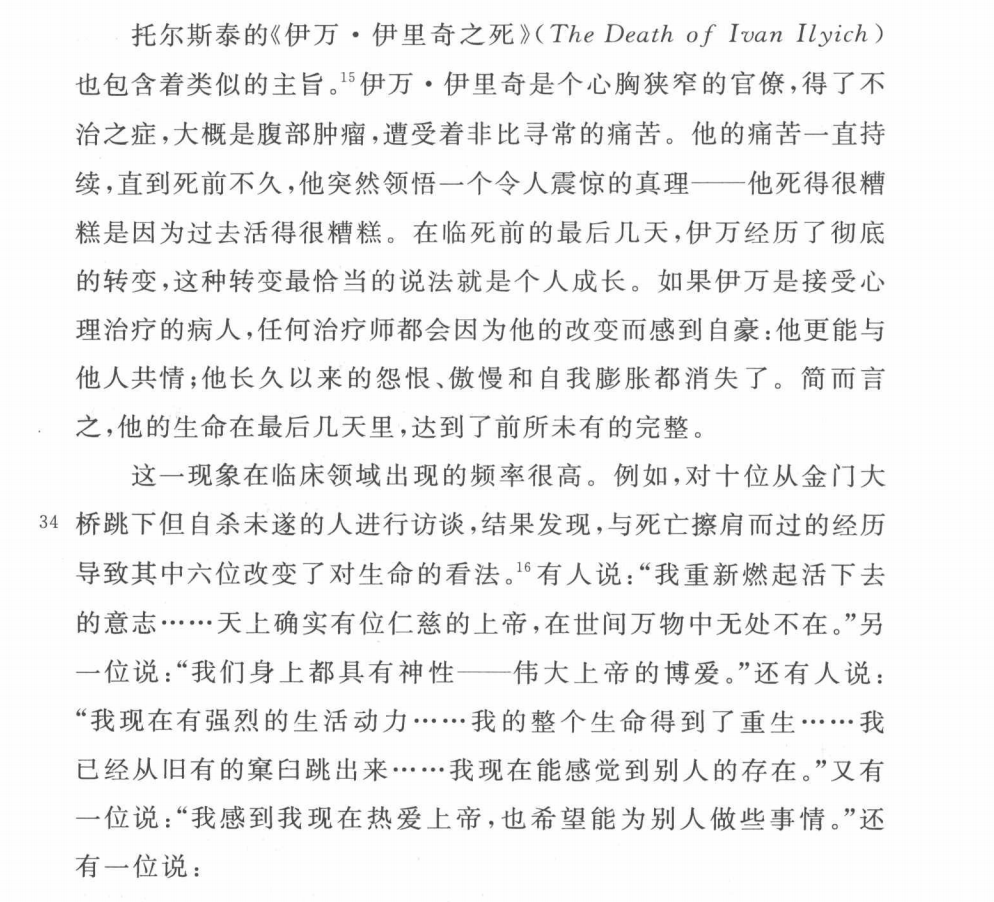 托尔斯泰的《伊万·伊里奇之死》(The Death of Ivan Ilyich)
也包含着类似的主旨。15伊万·伊里奇是个心胸狭窄的官僚,得了不
治之症,大概是腹部肿瘤,遭受着非比寻常的痛苦。他的痛苦一直持
续,直到死前不久,他突然领悟一个令人震惊的真理——他死得很糟
糕是因为过去活得很糟糕。在临死前的最后几天,伊万经历了彻底
的转变,这种转变最恰当的说法就是个人成长。如果伊万是接受心
理治疗的病人,任何治疗师都会因为他的改变而感到自豪:他更能与
他人共情;他长久以来的怨恨、傲慢和自我膨胀都消失了。简而言
之,他的生命在最后几天里,达到了前所未有的完整。
这一现象在临床领域出现的频率很高。例如,对十位从金门大
34 桥跳下但自杀未遂的人进行访谈,结果发现,与死亡擦肩而过的经历
导致其中六位改变了对生命的看法。16有人说:“我重新燃起活下去
的意志……天上确实有位仁慈的上帝,在世间万物中无处不在。”另
一位说:“我们身上都具有神性——伟大上帝的博爱。”还有人说:
“我现在有强烈的生活动力……我的整个生命得到了重生……我
已经从旧有的窠臼跳出来……我现在能感觉到别人的存在。”又有
一位说:“我感到我现在热爱上帝,也希望能为别人做些事情。”还
有一位说: